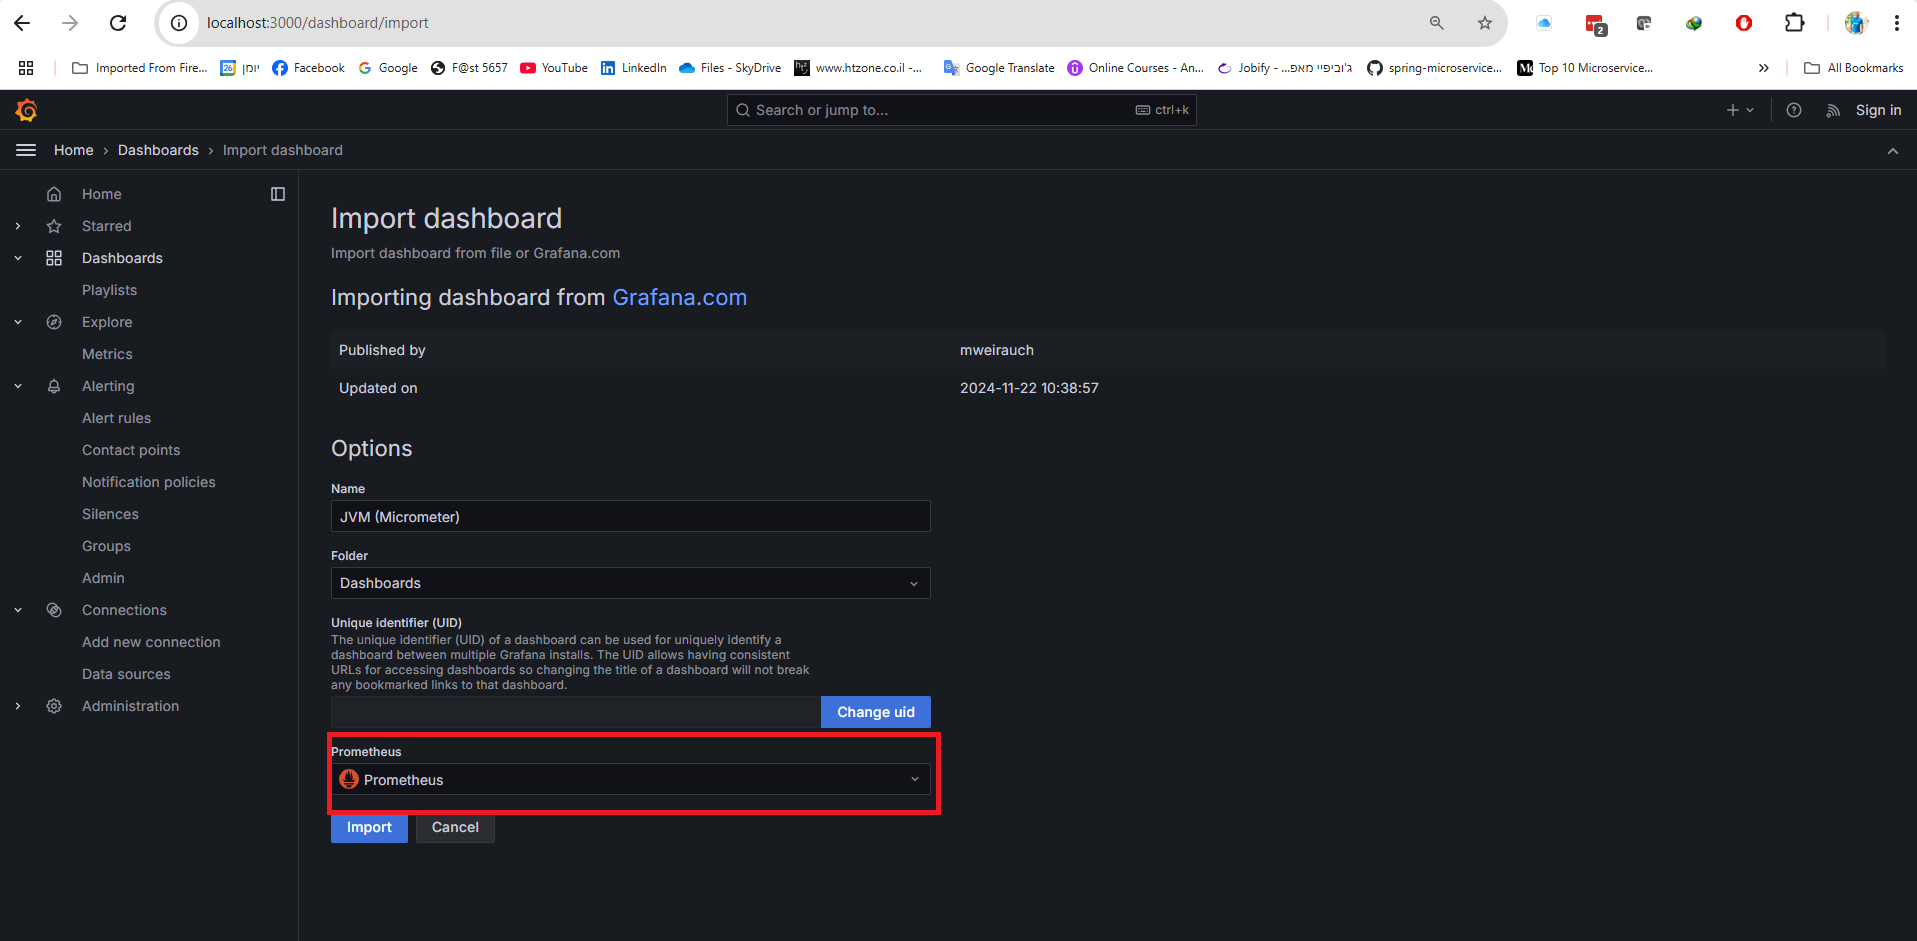 localhost:3000/dashboard/import
2
Imported From Fire...
26
יומן
Facebook
Google
F@st 5657
YouTube
LinkedIn
Files - SkyDrive
www.htzone.co.il -...
Google Translate
Online Courses - An...
Jobify - ג'וביפיי מאפ...
spring-microservice...
Top 10 Microservice...
All Bookmarks
Search or jump to...
ctrl+k
Sign in
Home › Dashboards › Import dashboard
Home
Starred
Dashboards
Playlists
Explore
Metrics
Alerting
Alert rules
Contact points
Notification policies
Silences
Groups
Admin
Connections
Add new connection
Data sources
Administration
Import dashboard
Import dashboard from file or Grafana.com
Importing dashboard from Grafana.com
Published by
mweirauch
Updated on
2024-11-22 10:38:57
Options
Name
JVM (Micrometer)
Folder
Dashboards
Unique identifier (UID)
The unique identifier (UID) of a dashboard can be used for uniquely identify a
dashboard between multiple Grafana installs. The UID allows having consistent
URLs for accessing dashboards so changing the title of a dashboard will not break
any bookmarked links to that dashboard.
Change uid
Prometheus
Prometheus
Import
Cancel